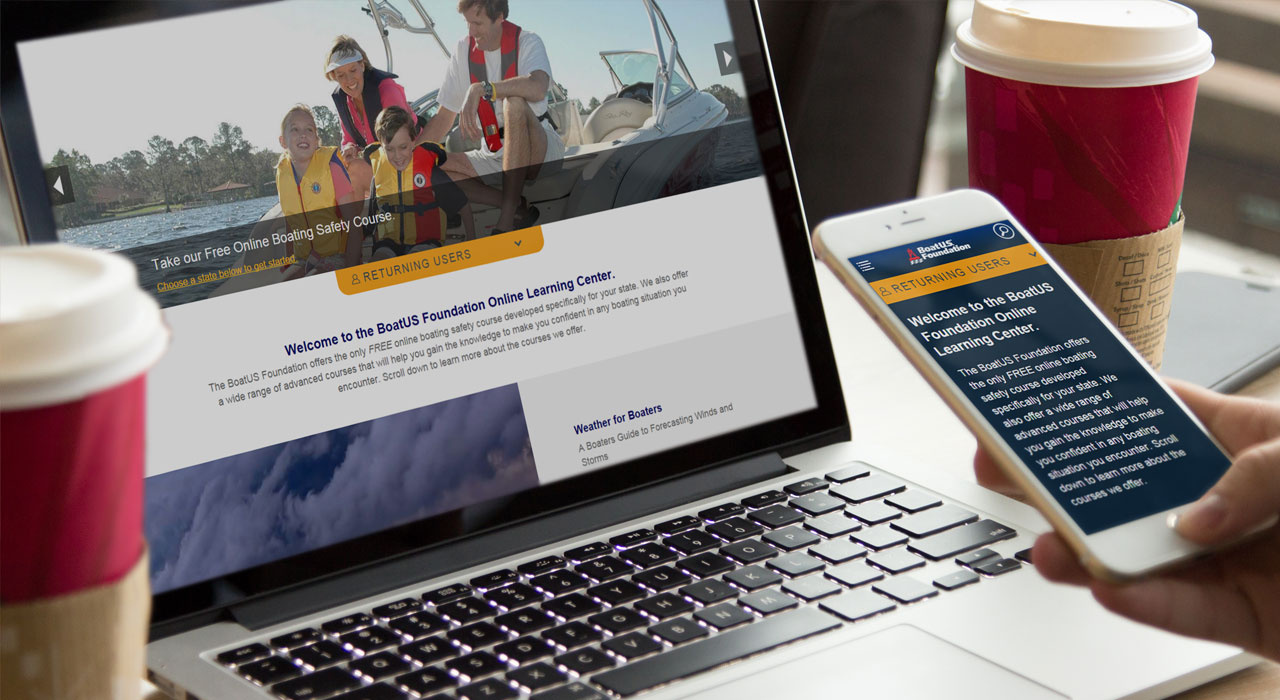 Take our Free Online Boating Safety Course.
Choose a state below to get started.
RETURNING USERS
Welcome to the BoatUS Foundation Online Learning Center.
The BoatUS Foundation offers the only FREE online boating safety course developed specifically for your state. We also offer
a wide range of advanced courses that will help you gain the knowledge to make you confident in any boating situation you
encounter. Scroll down to learn more about the courses we offer.
Weather for Boaters
A Boaters Guide to Forecasting Winds and
Storms
BoatUS
Foundation
RETURNING USERS
Welcome to the BoatUS
Foundation Online
Learning Center.
The BoatUS Foundation offers
the only FREE online boating
safety course developed
specifically for your state. We
also offer a wide range of
advanced courses that will help
you gain the knowledge to make
you confident in any boating
situation you encounter. Scroll
down to learn more about the
courses we offer.